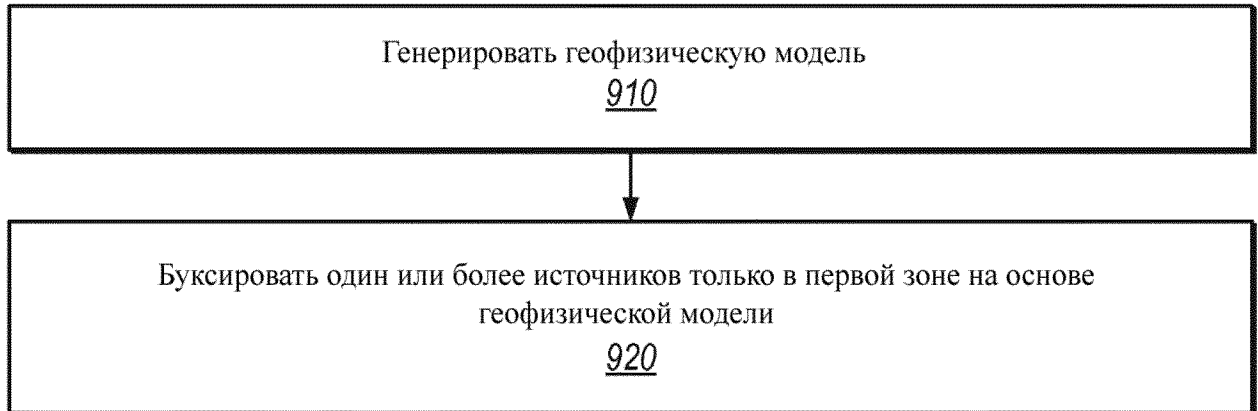 Генерировать геофизическую модель
910
Буксировать один или более источников только в первой зоне на основе
геофизической модели
920